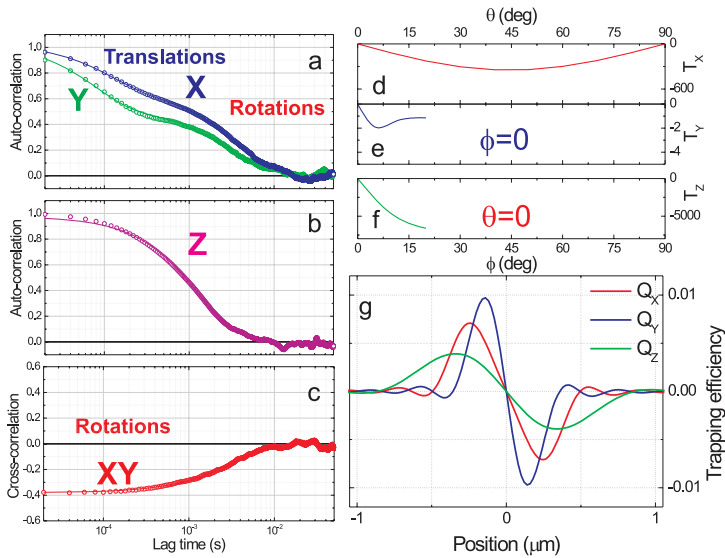 Auto-correlation
1.0
0.8
0.6
0.4
0.2
0.0
Translations
a
X
Y
Rotations
Auto-correlation
1.0
0.8
0.6
0.4
0.2
0.0
b
Z
Cross-correlation
0,6
0,4
0,2
0,0
-0,2
-0,4
-0,6
c
Rotations
XY
10⁻⁴
10⁻³
10⁻²
Lag time (s)
θ (deg)
0
15
30
45
60
75
90
d
0
-600
T_X
e
ϕ=0
-2
-4
T_Y
f
θ=0
0
-5000
T_Z
0
15
30
45
60
75
90
ϕ (deg)
g
Q_X
Q_Y
Q_Z
0.01
0.00
-0.01
Trapping efficiency
-1
0
1
Position (μm)